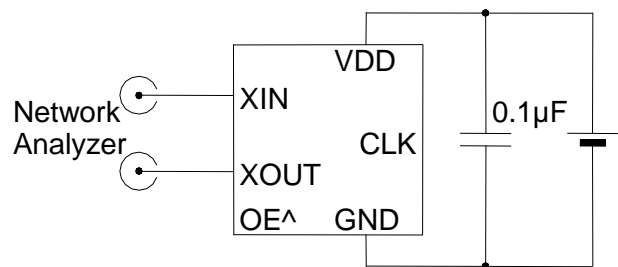 VDD
Network
Analyzer
XIN
0.1µF
CLK
XOUT
OE^
GND